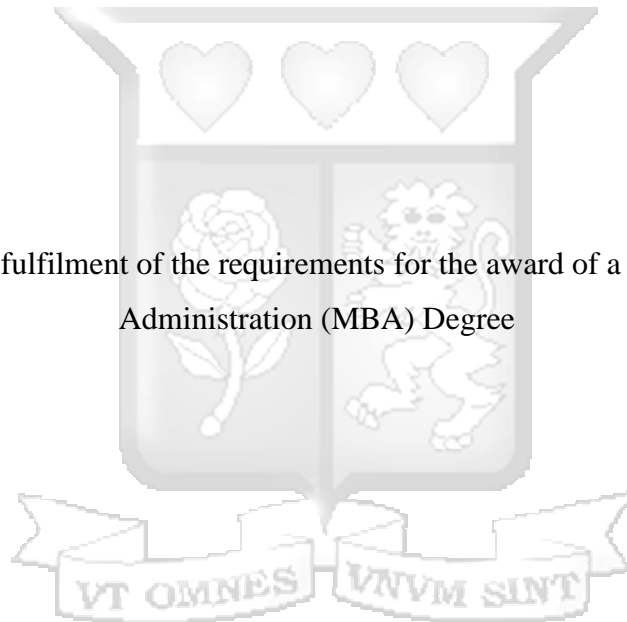 fulfilment of the requirements for the award of a
Administration (MBA) Degree
VT OMNES VNVM SINT